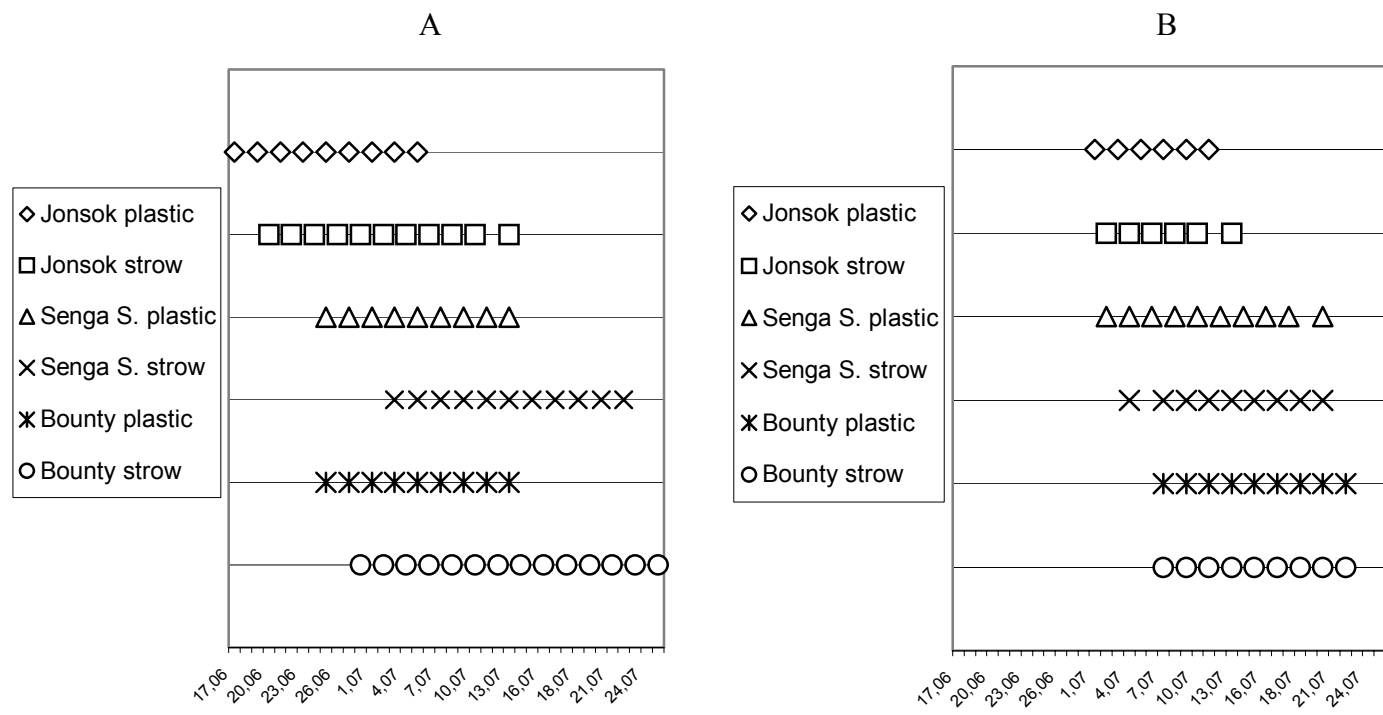 A
Jonsok plastic
Jonsok strow
Senga S. plastic
Senga S. strow
Bounty plastic
Bounty strow
17,06
20,06
23,06
26,06
1,07
4,07
7,07
10,07
13,07
16,07
18,07
21,07
24,07
B
Jonsok plastic
Jonsok strow
Senga S. plastic
Senga S. strow
Bounty plastic
Bounty strow
17,06
20,06
23,06
26,06
1,07
4,07
7,07
10,07
13,07
16,07
18,07
21,07
24,07